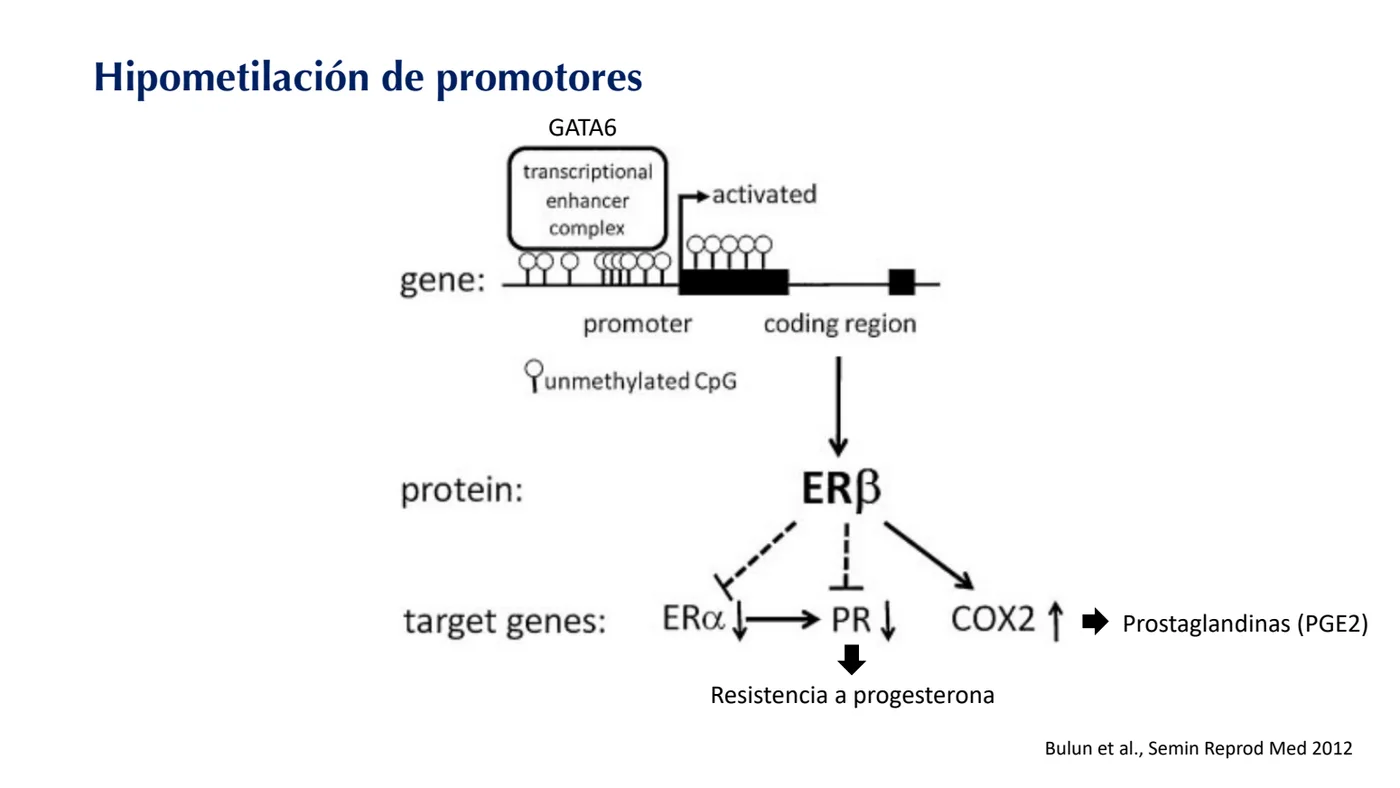 Hipometilación de promotores
GATA6
transcriptional
enhancer
complex
activated
gene:
promoter
coding region
unmethylated CpG
protein:
ERβ
target genes:
ERα
PR
COX2
Prostaglandinas (PGE2)
Resistencia a progesterona
Bulun et al., Semin Reprod Med 2012